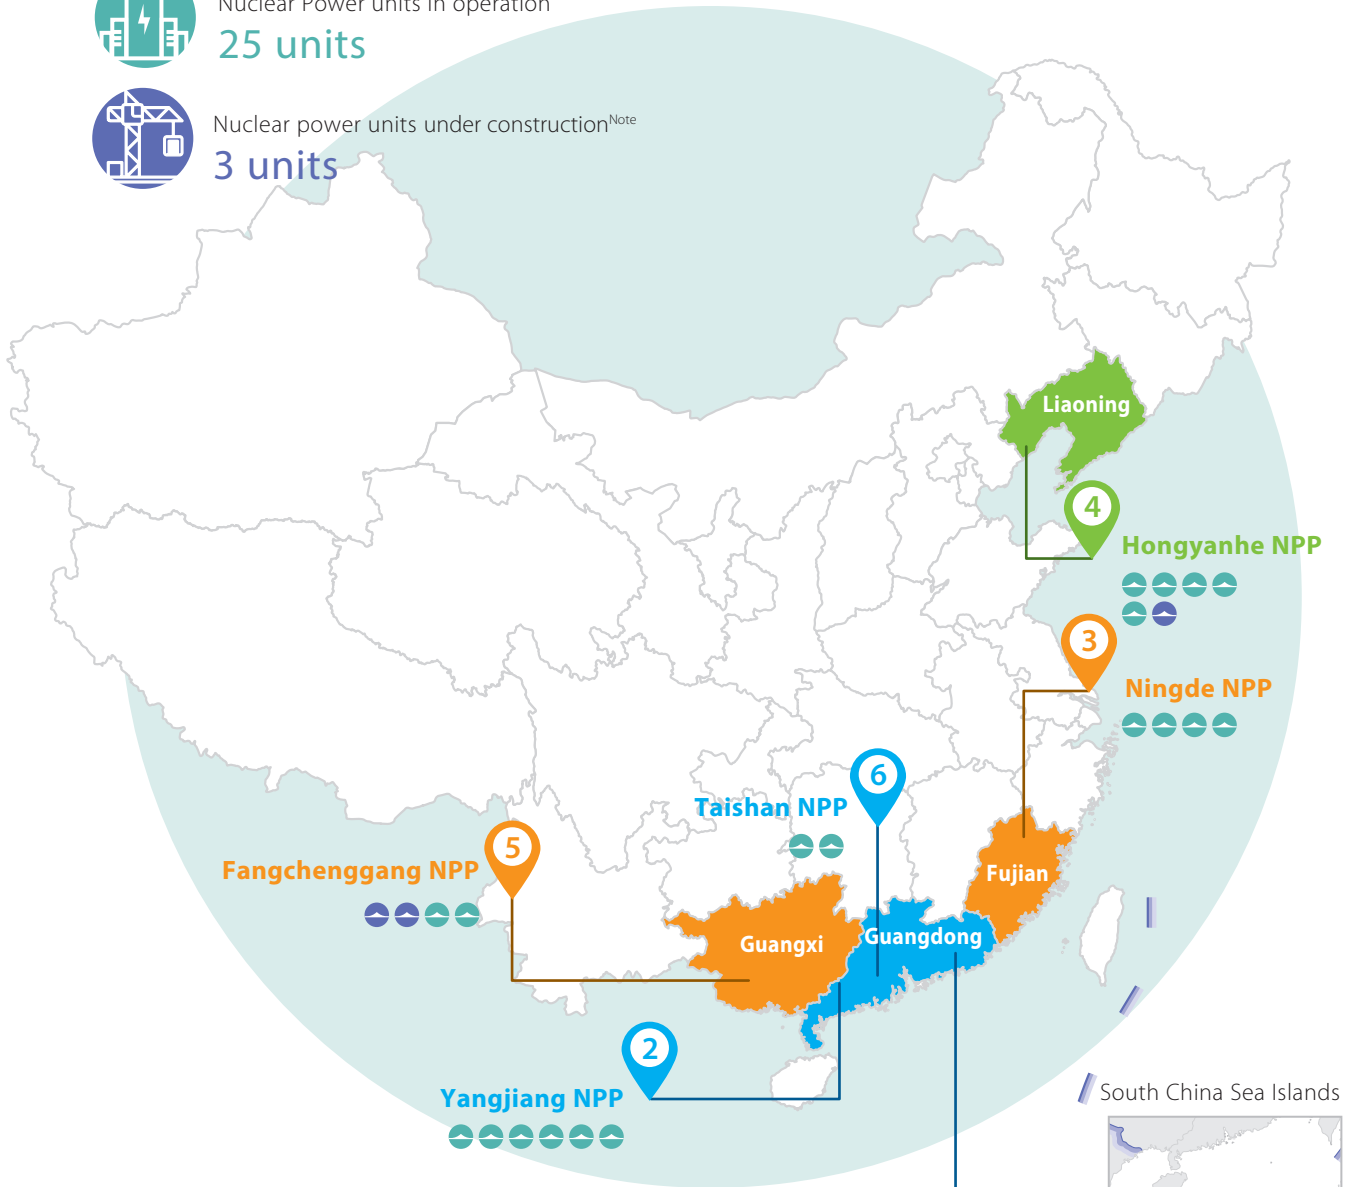 Nuclear Power units in operation
25 units
Nuclear power units under constructionNote
3 units
Liaoning
4
Hongyanhe NPP
3
Ningde NPP
6
Taishan NPP
5
Fangchenggang NPP
Fujian
Guangxi
Guangdong
2
Yangjiang NPP
South China Sea Islands